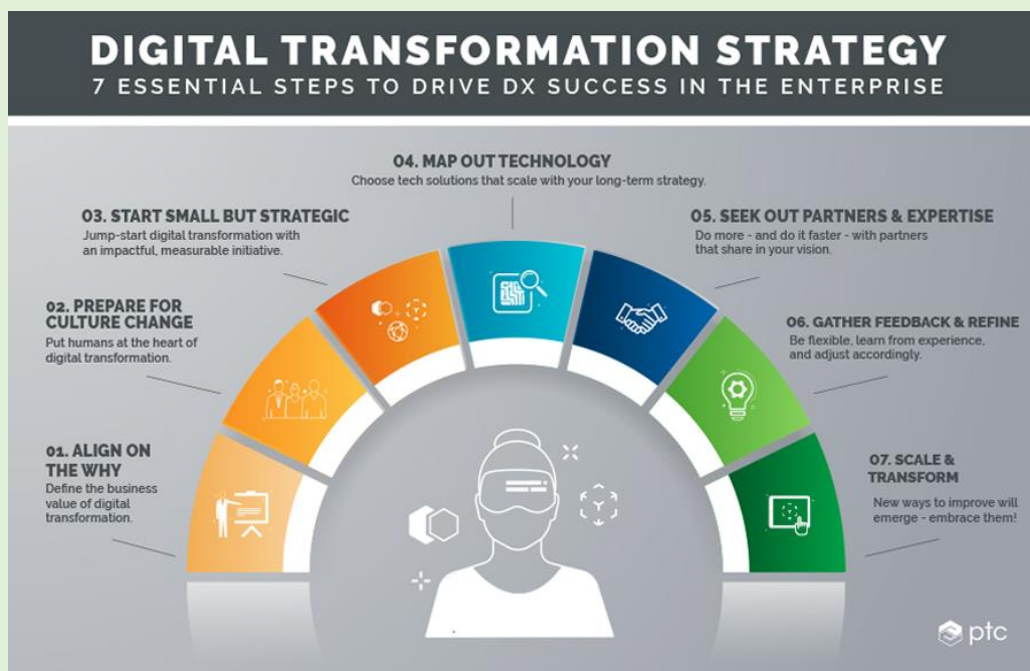 DIGITAL TRANSFORMATION STRATEGY
7 ESSENTIAL STEPS TO DRIVE DX SUCCESS IN THE ENTERPRISE
01. ALIGN ON
THE WHY
Define the business
value of digital
transformation.
02. PREPARE FOR
CULTURE CHANGE
Put humans at the heart of
digital transformation.
03. START SMALL BUT STRATEGIC
Jump-start digital transformation with
an impactful, measurable initiative.
04. MAP OUT TECHNOLOGY
Choose tech solutions that scale with your long-term strategy.
05. SEEK OUT PARTNERS & EXPERTISE
Do more - and do it faster - with partners
that share in your vision.
06. GATHER FEEDBACK & REFINE
Be flexible, learn from experience,
and adjust accordingly.
07. SCALE &
TRANSFORM
New ways to improve will
emerge - embrace them!
ptc